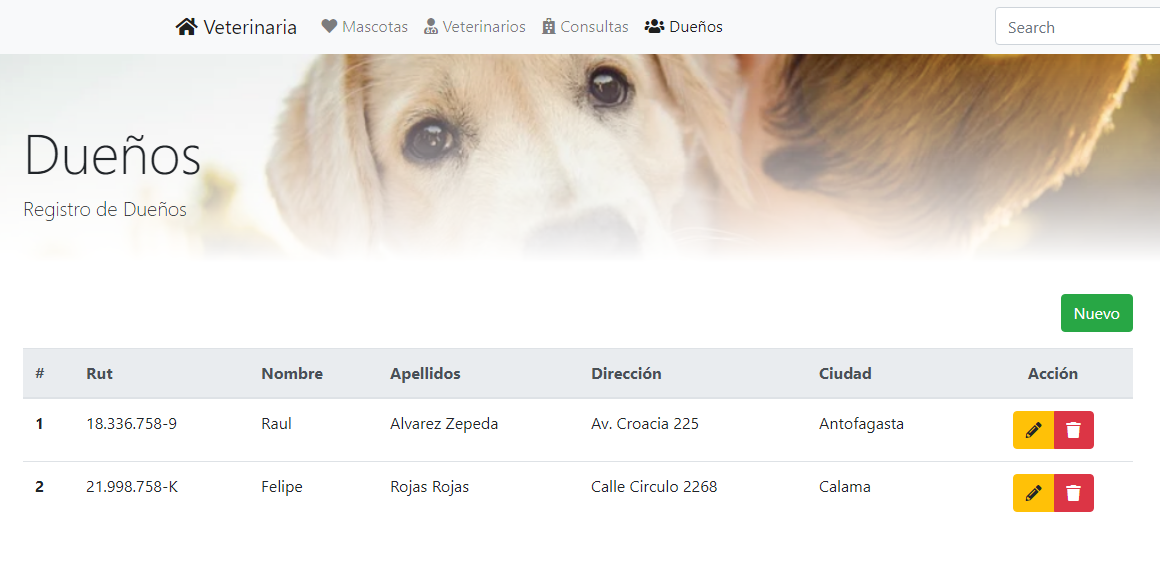 Veterinaria Mascotas Veterinarios Consultas Dueños Search
Dueños
Registro de Dueños
Nuevo
# Rut Nombre Apellidos Dirección Ciudad Acción
1 18.336.758-9 Raul Alvarez Zepeda Av. Croacia 225 Antofagasta
2 21.998.758-K Felipe Rojas Rojas Calle Circulo 2268 Calama